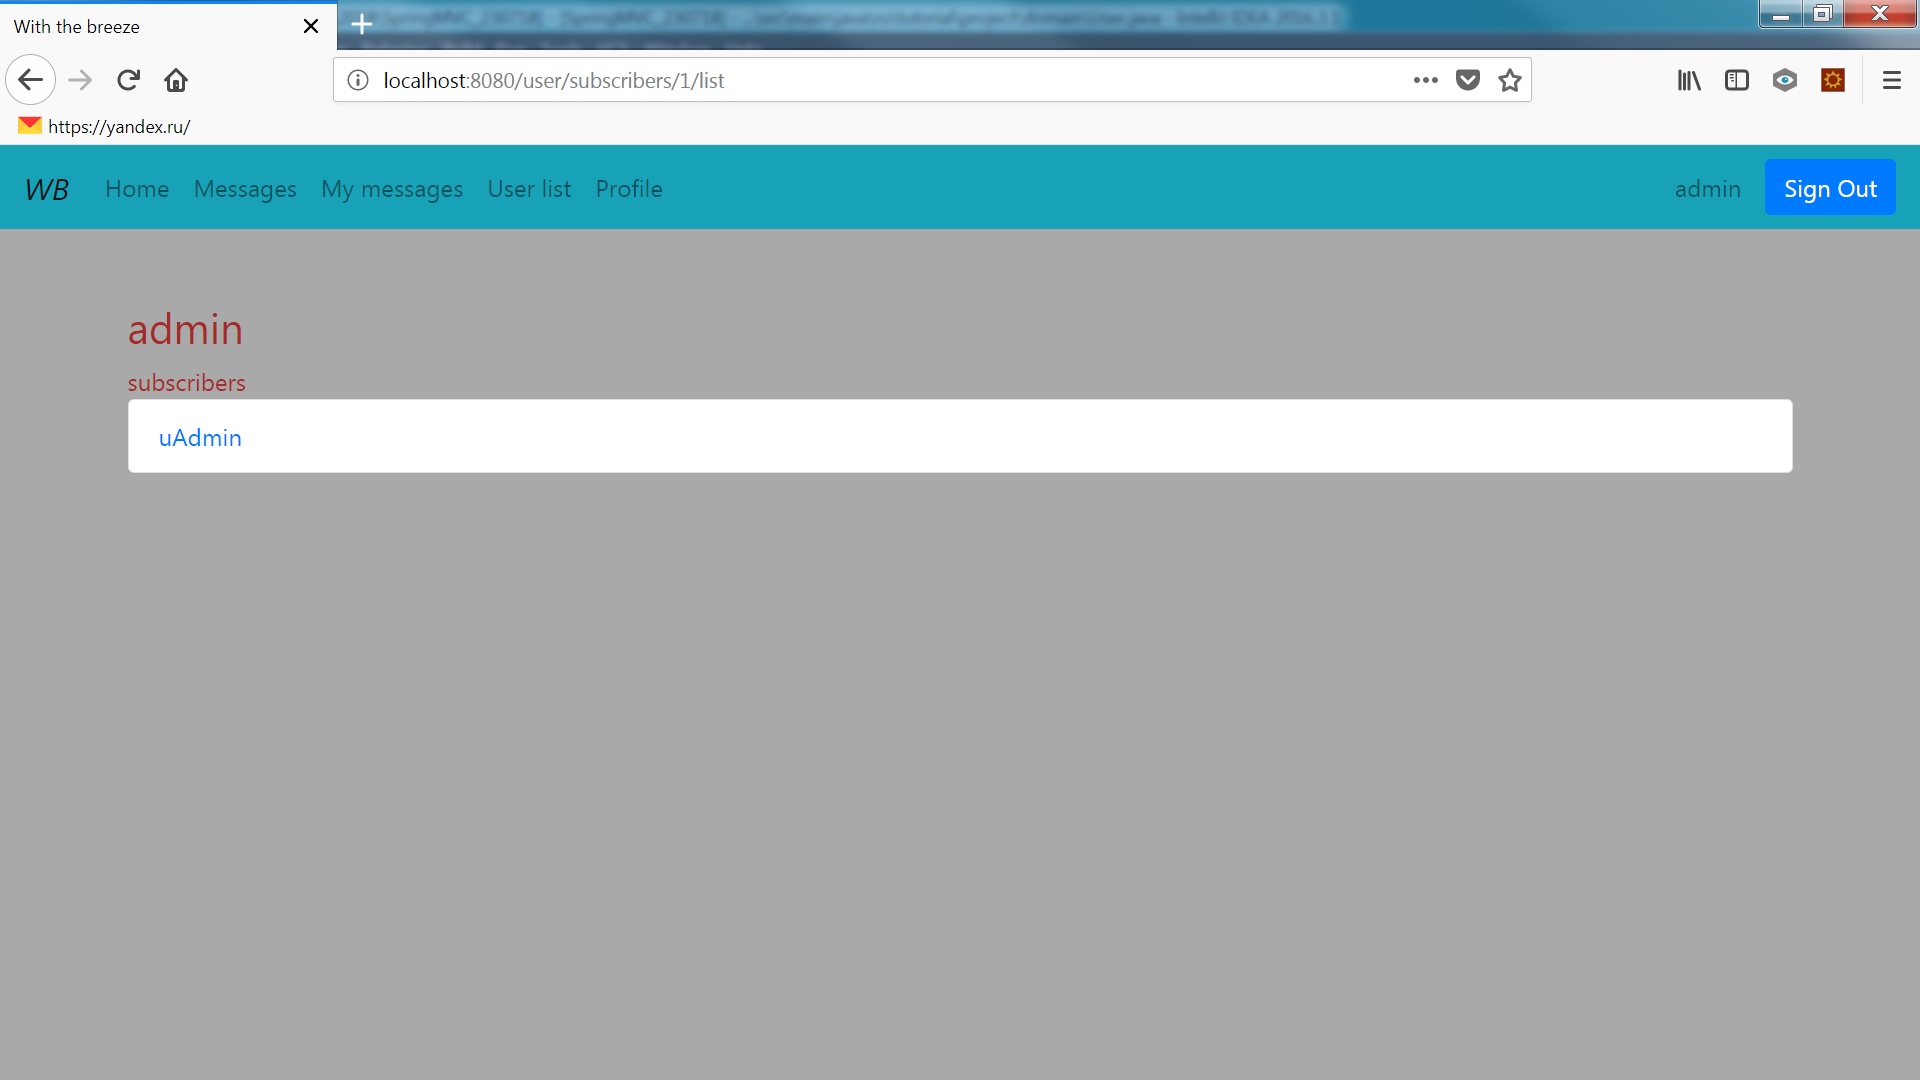 With the breeze
localhost:8080/user/subscribers/1/list
https://yandex.ru/
WB Home Messages My messages User list Profile admin Sign Out
admin
subscribers
uAdmin